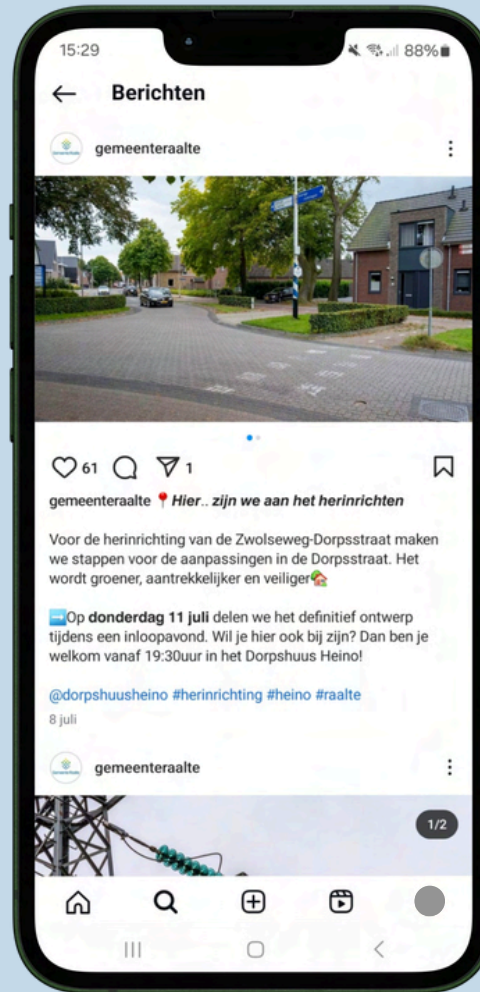 15:29
88%
Berichten
gemeenteraalte
61
1
gemeenteraalte 📍Hier.. zijn we aan het herinrichten
Voor de herinrichting van de Zwolseweg-Dorpsstraat maken
we stappen voor de aanpassingen in de Dorpsstraat. Het
wordt groener, aantrekkelijker en veiliger🏡
➡️Op donderdag 11 juli delen we het definitief ontwerp
tijdens een inloopavond. Wil je hier ook bij zijn? Dan ben je
welkom vanaf 19:30uur in het Dorpshuus Heino!
@dorpshuusheino #herinrichting #heino #raalte
8 juli
gemeenteraalte
1/2